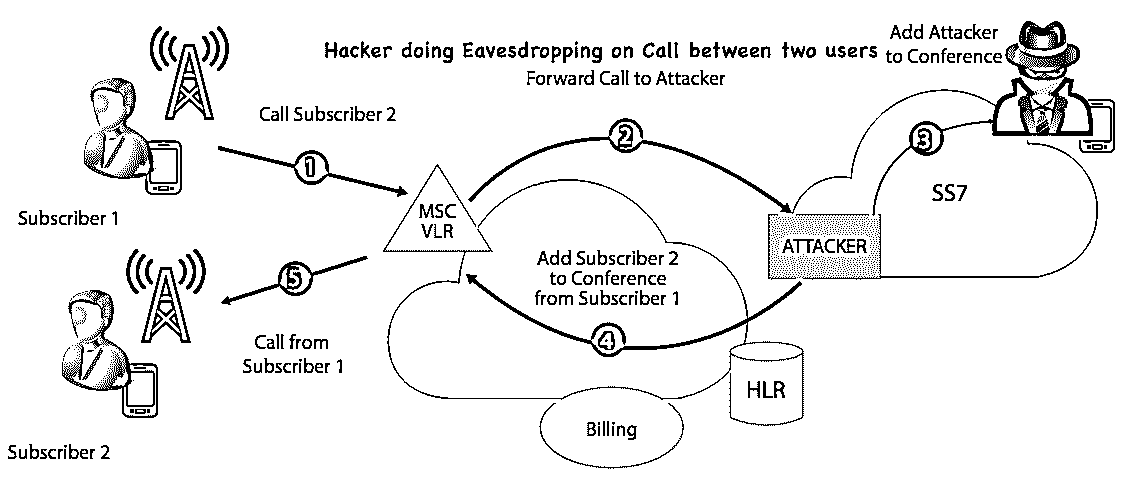 Hacker doing Eavesdropping on Call between two users
Add Attacker
to Conference
Forward Call to Attacker
Call Subscriber 2
1
2
3
Subscriber 1
MSC
VLR
SS7
ATTACKER
Add Subscriber 2
to Conference
from Subscriber 1
5
4
Call from
Subscriber 1
HLR
Billing
Subscriber 2